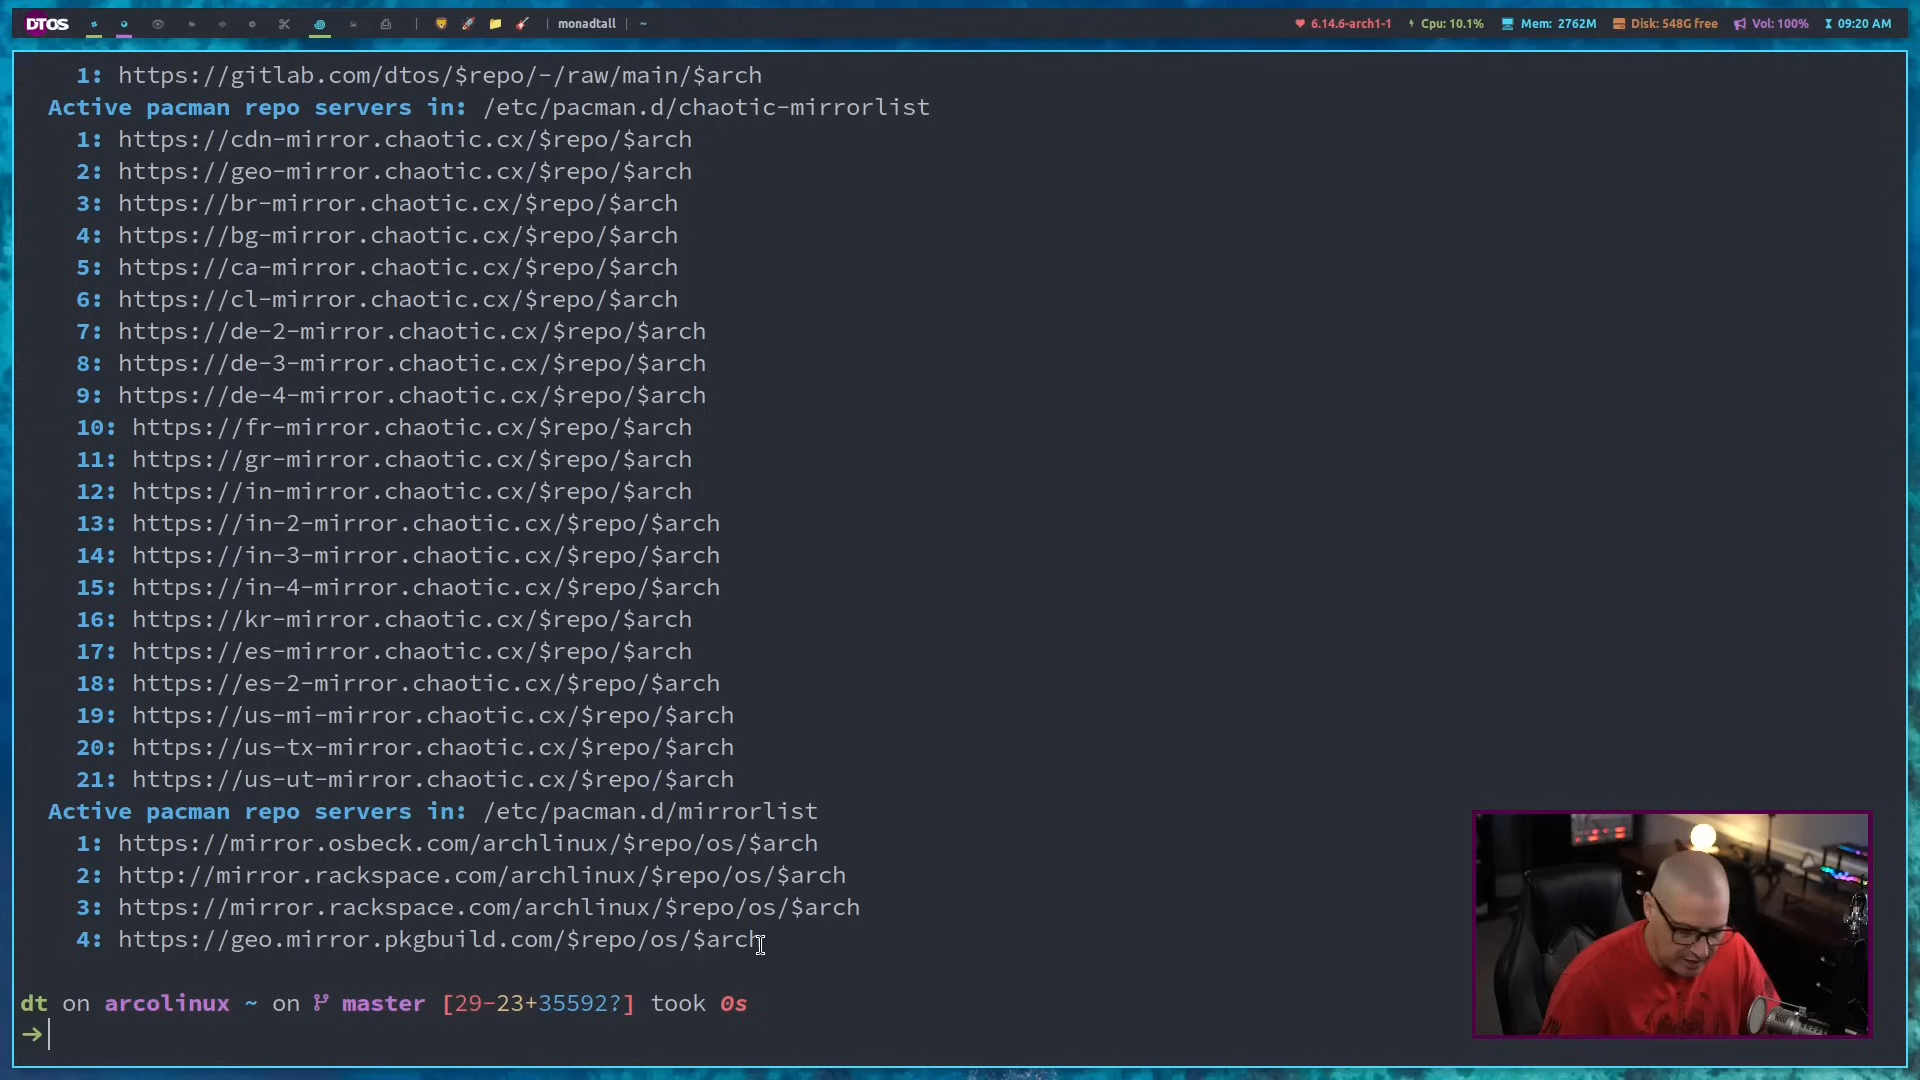 DTOS monadtall ~ 6.14.6-arch1-1 Cpu: 10.1% Mem: 2762M Disk: 548G free Vol: 100% 09:20 AM
1: https://gitlab.com/dtos/$repo/-/raw/main/$arch
Active pacman repo servers in: /etc/pacman.d/chaotic-mirrorlist
1: https://cdn-mirror.chaotic.cx/$repo/$arch
2: https://geo-mirror.chaotic.cx/$repo/$arch
3: https://br-mirror.chaotic.cx/$repo/$arch
4: https://bg-mirror.chaotic.cx/$repo/$arch
5: https://ca-mirror.chaotic.cx/$repo/$arch
6: https://cl-mirror.chaotic.cx/$repo/$arch
7: https://de-2-mirror.chaotic.cx/$repo/$arch
8: https://de-3-mirror.chaotic.cx/$repo/$arch
9: https://de-4-mirror.chaotic.cx/$repo/$arch
10: https://fr-mirror.chaotic.cx/$repo/$arch
11: https://gr-mirror.chaotic.cx/$repo/$arch
12: https://in-mirror.chaotic.cx/$repo/$arch
13: https://in-2-mirror.chaotic.cx/$repo/$arch
14: https://in-3-mirror.chaotic.cx/$repo/$arch
15: https://in-4-mirror.chaotic.cx/$repo/$arch
16: https://kr-mirror.chaotic.cx/$repo/$arch
17: https://es-mirror.chaotic.cx/$repo/$arch
18: https://es-2-mirror.chaotic.cx/$repo/$arch
19: https://us-mi-mirror.chaotic.cx/$repo/$arch
20: https://us-tx-mirror.chaotic.cx/$repo/$arch
21: https://us-ut-mirror.chaotic.cx/$repo/$arch
Active pacman repo servers in: /etc/pacman.d/mirrorlist
1: https://mirror.osbeck.com/archlinux/$repo/os/$arch
2: http://mirror.rackspace.com/archlinux/$repo/os/$arch
3: https://mirror.rackspace.com/archlinux/$repo/os/$arch
4: https://geo.mirror.pkgbuild.com/$repo/os/$arch
dt on arcolinux ~ on master [29-23+35592?] took 0s
→